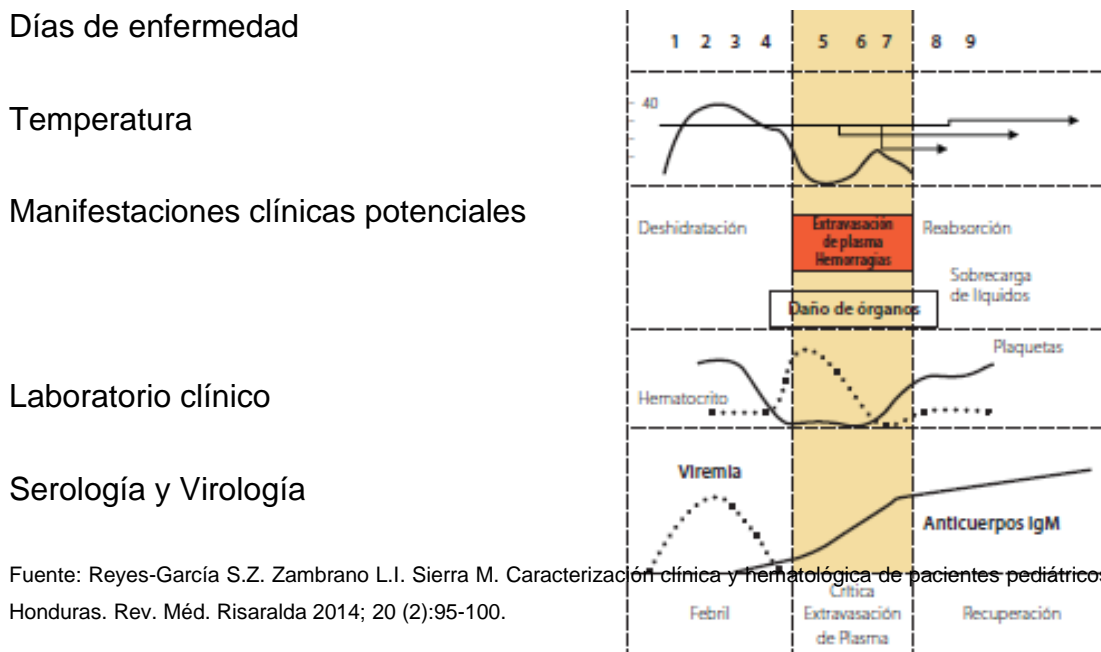 Días de enfermedad
1 2 3 4 5 6 7 8 9
Temperatura
40
Manifestaciones clínicas potenciales
Deshidratación
Extravasación
de plasma
Hemorragias
Reabsorción
Sobrecarga
de líquidos
Daño de órganos
Laboratorio clínico
Plaquetas
Hematocrito
Serología y Virología
Viremia
Anticuerpos IgM
Fuente: Reyes-García S.Z. Zambrano L.I. Sierra M. Caracterización clínica y hematológica de pacientes pediátricos
Honduras. Rev. Méd. Risaralda 2014; 20 (2):95-100.
Febril
Crítica
Extravasación
de Plasma
Recuperación